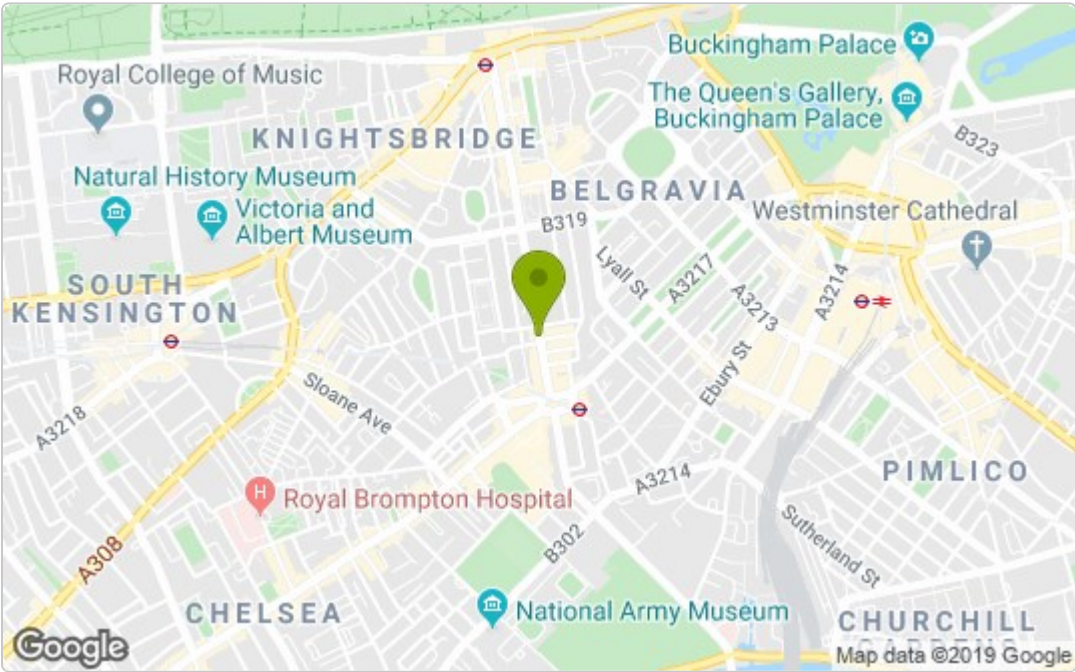 Buckingham Palace
Royal College of Music
The Queen's Gallery,
Buckingham Palace
KNIGHTSBRIDGE
B323
Natural History Museum
BELGRAVIA
Victoria and
Albert Museum
B319
Westminster Cathedral
Lyall St
A3217
A3214
SOUTH
KENSINGTON
A3213
Ebury St
Sloane Ave
A3218
H
Royal Brompton Hospital
A3214
PIMLICO
B302
Sutherland St
A308
CHELSEA
National Army Museum
CHURCHILL
GARDENS
Google
Map data ©2019 Google